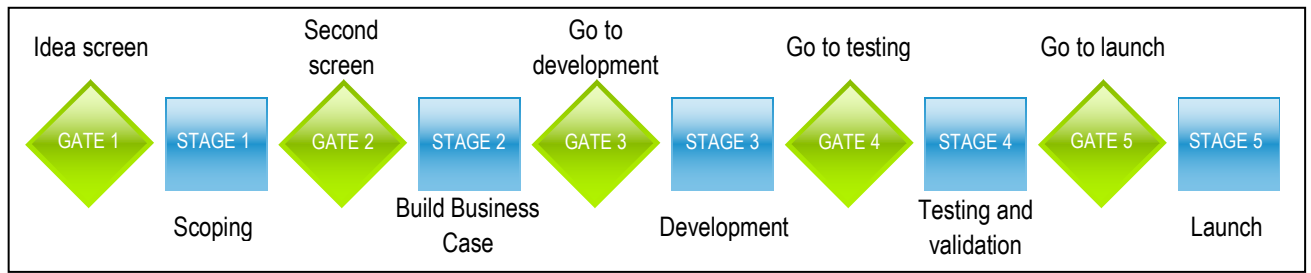 Idea screen
Second
screen
Go to
development
Go to testing
Go to launch
GATE 1
STAGE 1
GATE 2
STAGE 2
GATE 3
STAGE 3
GATE 4
STAGE 4
GATE 5
STAGE 5
Scoping
Build Business
Case
Development
Testing and
validation
Launch